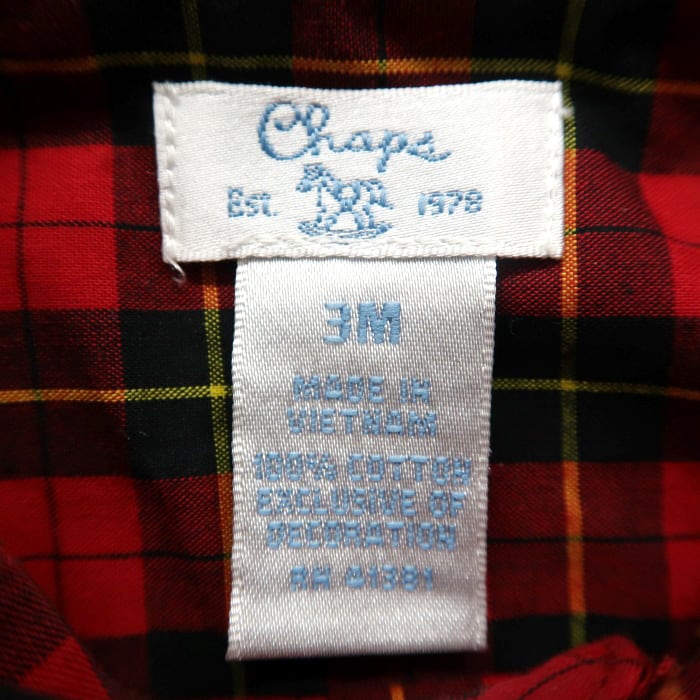 Chaps
Est. 1978
3M
MADE IN
VIETNAM
100% COTTON
EXCLUSIVE OF
DECORATION
RN 41381